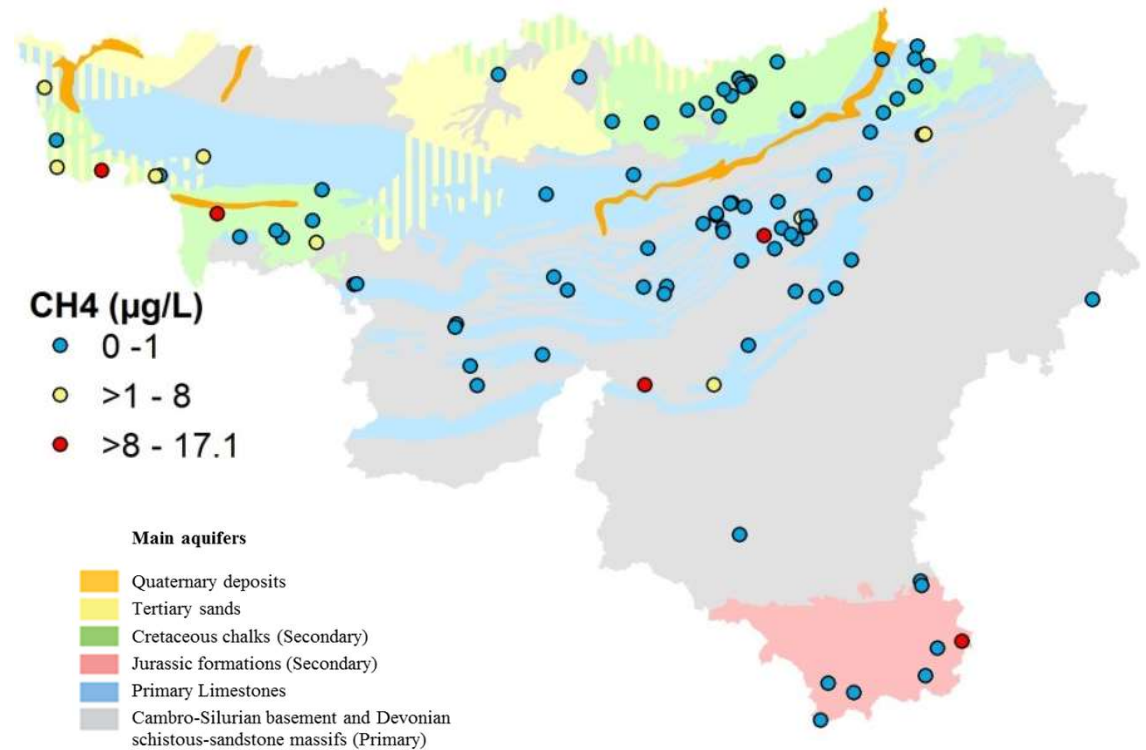 CH4 (µg/L)
0 -1
>1 - 8
>8 - 17.1
Main aquifers
Quaternary deposits
Tertiary sands
Cretaceous chalks (Secondary)
Jurassic formations (Secondary)
Primary Limestones
Cambro-Silurian basement and Devonian
schistous-sandstone massifs (Primary)